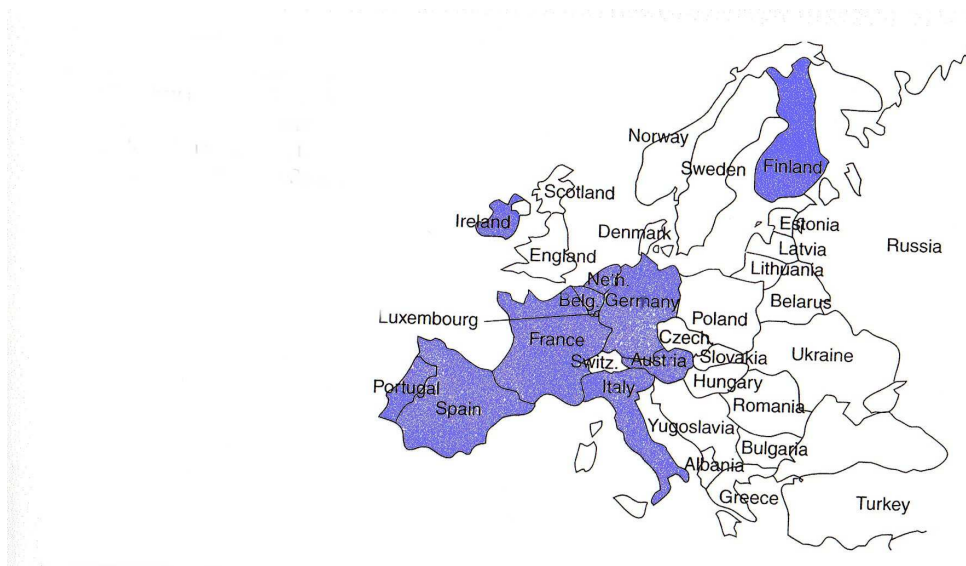 Norway
Sweden
Finland
Scotland
Ireland
Denmark
Estonia
Russia
England
Latvia
Lithuania
Neth.
Belg.
Germany
Belarus
Luxembourg
Poland
France
Czech.
Ukraine
Switz.
Austria
Slovakia
Portugal
Italy
Hungary
Spain
Romania
Yugoslavia
Bulgaria
Albania
Greece
Turkey